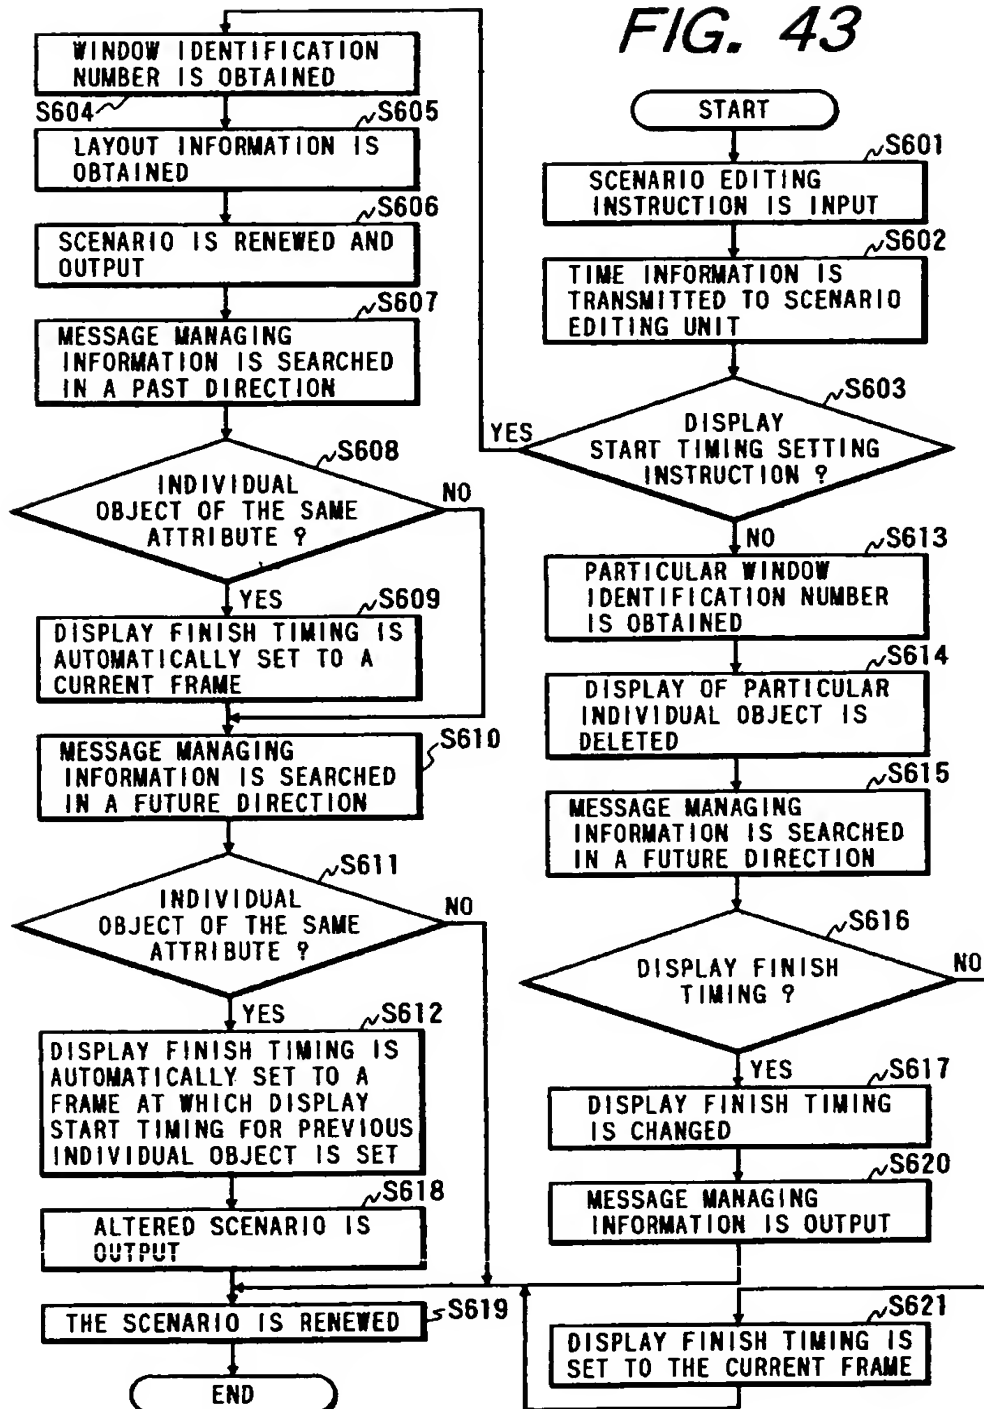 FIG. 43
START
S601
SCENARIO EDITING
INSTRUCTION IS INPUT
S602
TIME INFORMATION IS
TRANSMITTED TO SCENARIO
EDITING UNIT
S603
DISPLAY
START TIMING SETTING
INSTRUCTION ?
YES
NO
WINDOW IDENTIFICATION
NUMBER IS OBTAINED
S604
S605
LAYOUT INFORMATION IS
OBTAINED
S606
SCENARIO IS RENEWED AND
OUTPUT
S607
MESSAGE MANAGING
INFORMATION IS SEARCHED
IN A PAST DIRECTION
S608
INDIVIDUAL
OBJECT OF THE SAME
ATTRIBUTE ?
NO
YES
S609
DISPLAY FINISH TIMING IS
AUTOMATICALLY SET TO A
CURRENT FRAME
S610
MESSAGE MANAGING
INFORMATION IS SEARCHED
IN A FUTURE DIRECTION
S611
INDIVIDUAL
OBJECT OF THE SAME
ATTRIBUTE ?
NO
YES
S612
DISPLAY FINISH TIMING IS
AUTOMATICALLY SET TO A
FRAME AT WHICH DISPLAY
START TIMING FOR PREVIOUS
INDIVIDUAL OBJECT IS SET
S618
ALTERED SCENARIO IS
OUTPUT
THE SCENARIO IS RENEWED
S619
END
S613
PARTICULAR WINDOW
IDENTIFICATION NUMBER
IS OBTAINED
S614
DISPLAY OF PARTICULAR
INDIVIDUAL OBJECT IS
DELETED
S615
MESSAGE MANAGING
INFORMATION IS SEARCHED
IN A FUTURE DIRECTION
S616
DISPLAY FINISH
TIMING ?
NO
YES
S617
DISPLAY FINISH TIMING
IS CHANGED
S620
MESSAGE MANAGING
INFORMATION IS OUTPUT
S621
DISPLAY FINISH TIMING IS
SET TO THE CURRENT FRAME